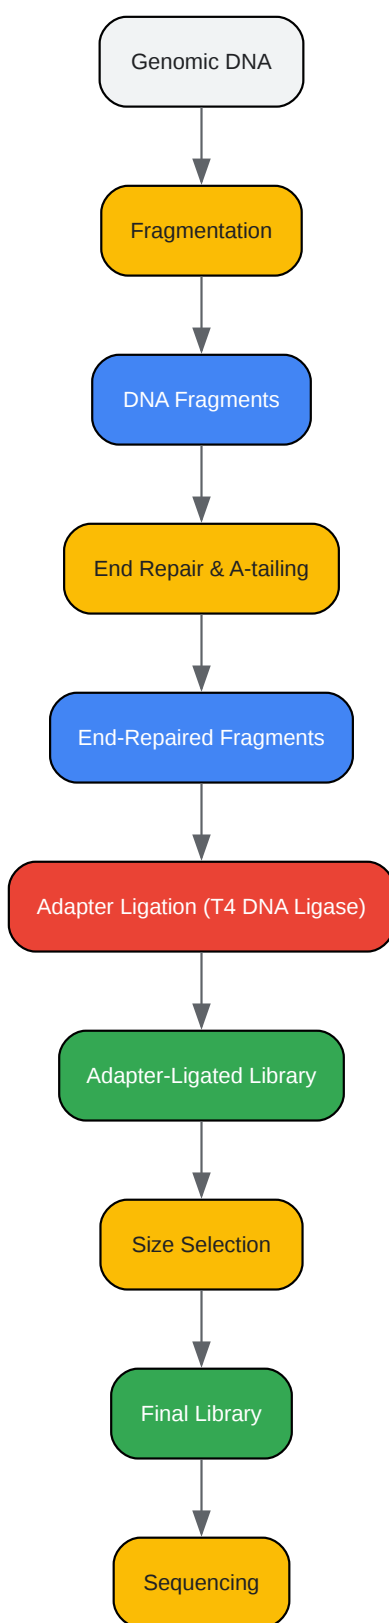 Genomic DNA
Fragmentation
DNA Fragments
End Repair & A-tailing
End-Repaired Fragments
Adapter Ligation (T4 DNA Ligase)
Adapter-Ligated Library
Size Selection
Final Library
Sequencing